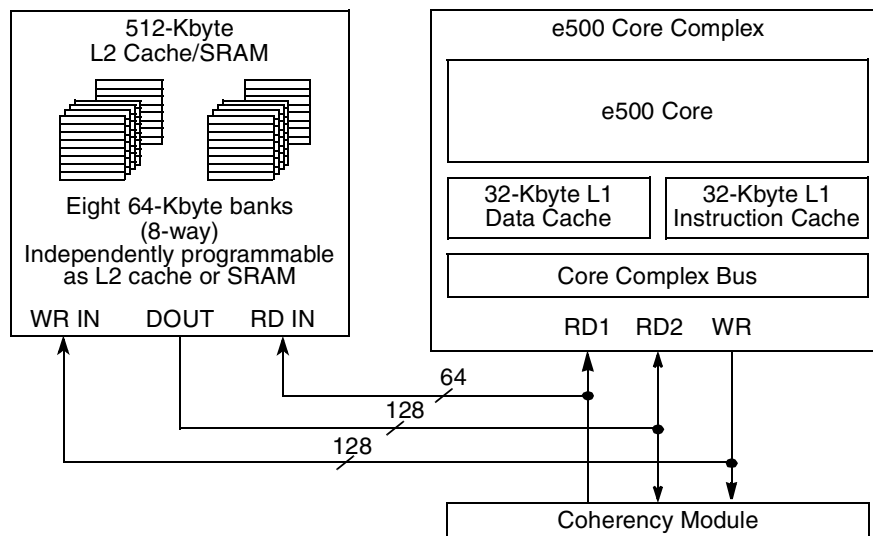 512-Kbyte
L2 Cache/SRAM
Eight 64-Kbyte banks
(8-way)
Independently programmable
as L2 cache or SRAM
WR IN DOUT RD IN
e500 Core Complex
e500 Core
32-Kbyte L1
Data Cache
32-Kbyte L1
Instruction Cache
Core Complex Bus
RD1 RD2 WR
64
128
128
Coherency Module